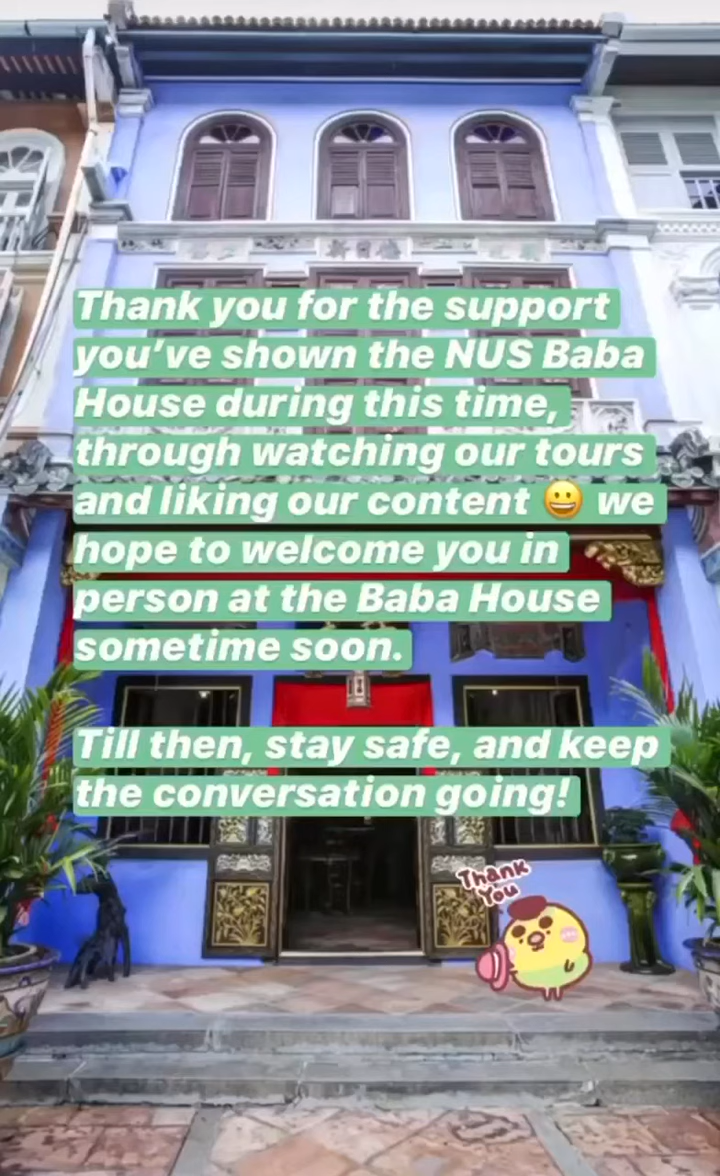 Thank you for the support
you've shown the NUS Baba
House during this time,
through watching our tours
and liking our content 😀 we
hope to welcome you in
person at the Baba House
sometime soon.
Till then, stay safe, and keep
the conversation going!
Thank
You